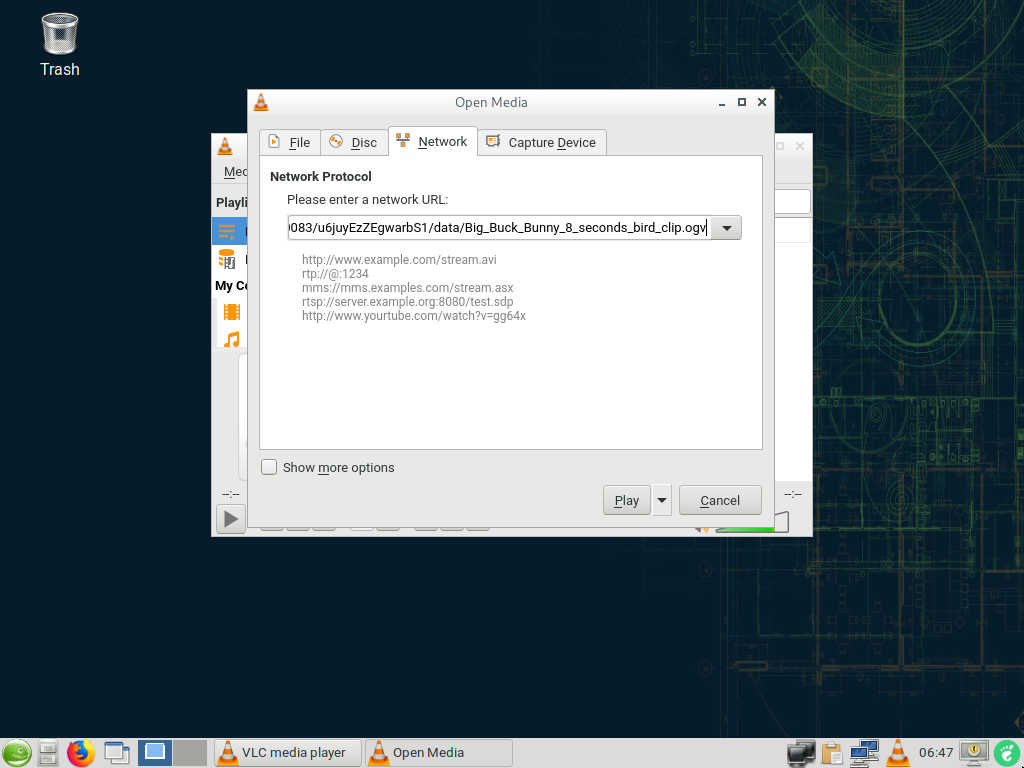 Trash
Open Media
File
Disc
Network
Capture Device
Med
Playli
My Co
Network Protocol
Please enter a network URL:
0083/u6juyEzZEgwarbS1/data/Big_Buck_Bunny_8_seconds_bird_clip.ogv
http://www.example.com/stream.avi
rtp://@:1234
mms://mms.examples.com/stream.asx
rtsp://server.example.org:8080/test.sdp
http://www.yourtube.com/watch?v=gg64x
Show more options
--:--
--:--
Play
Cancel
VLC media player
Open Media
06:47